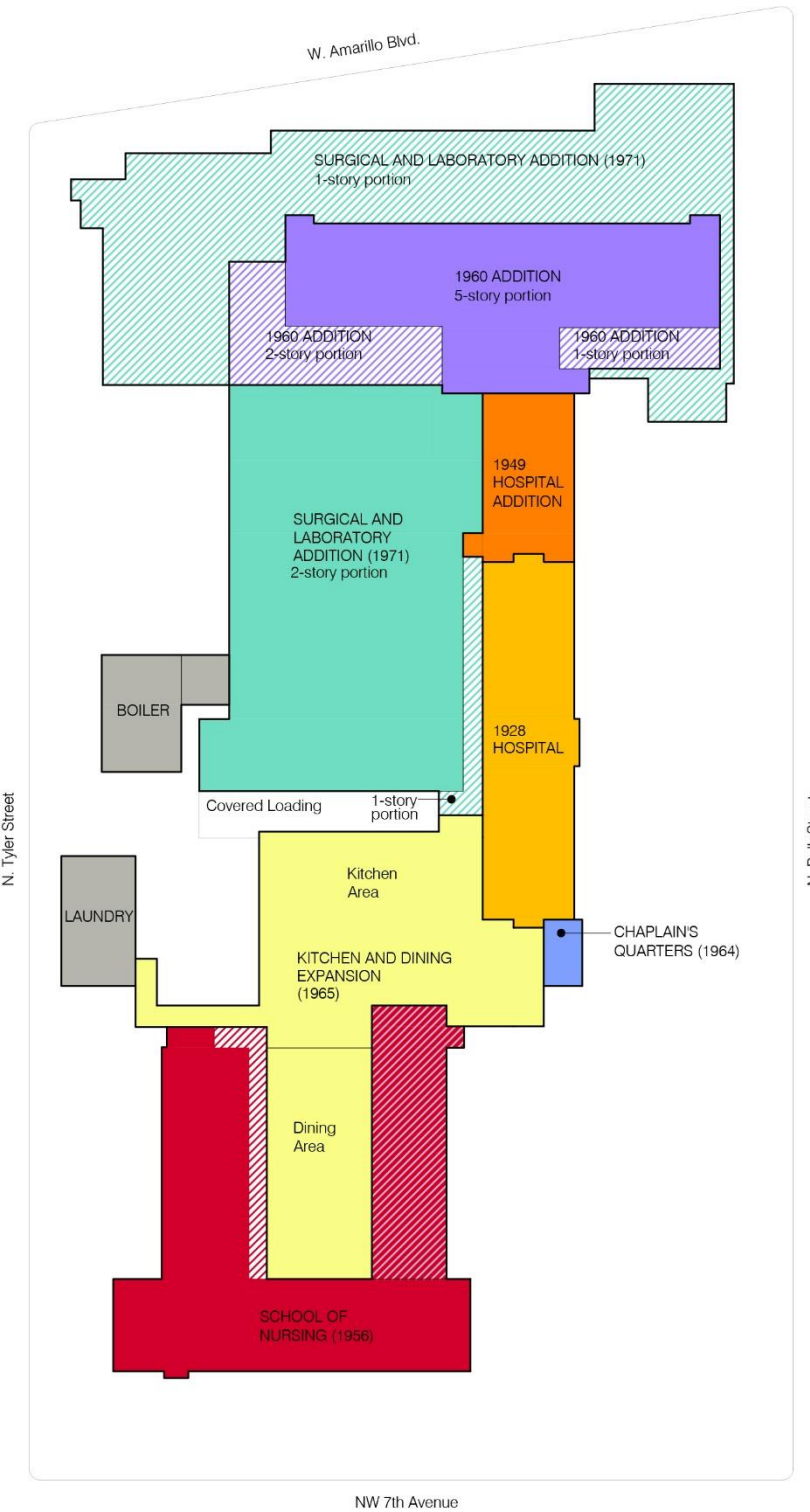 W. Amarillo Blvd.
SURGICAL AND LABORATORY ADDITION (1971)
1-story portion
1960 ADDITION
5-story portion
1960 ADDITION
2-story portion
1960 ADDITION
1-story portion
1949
HOSPITAL
ADDITION
SURGICAL AND
LABORATORY
ADDITION (1971)
2-story portion
BOILER
1928
HOSPITAL
N. Tyler Street
Covered Loading
1-story
portion
Kitchen
Area
LAUNDRY
CHAPLAIN'S
QUARTERS (1964)
KITCHEN AND DINING
EXPANSION
(1965)
Dining
Area
SCHOOL OF
NURSING (1956)
NW 7th Avenue